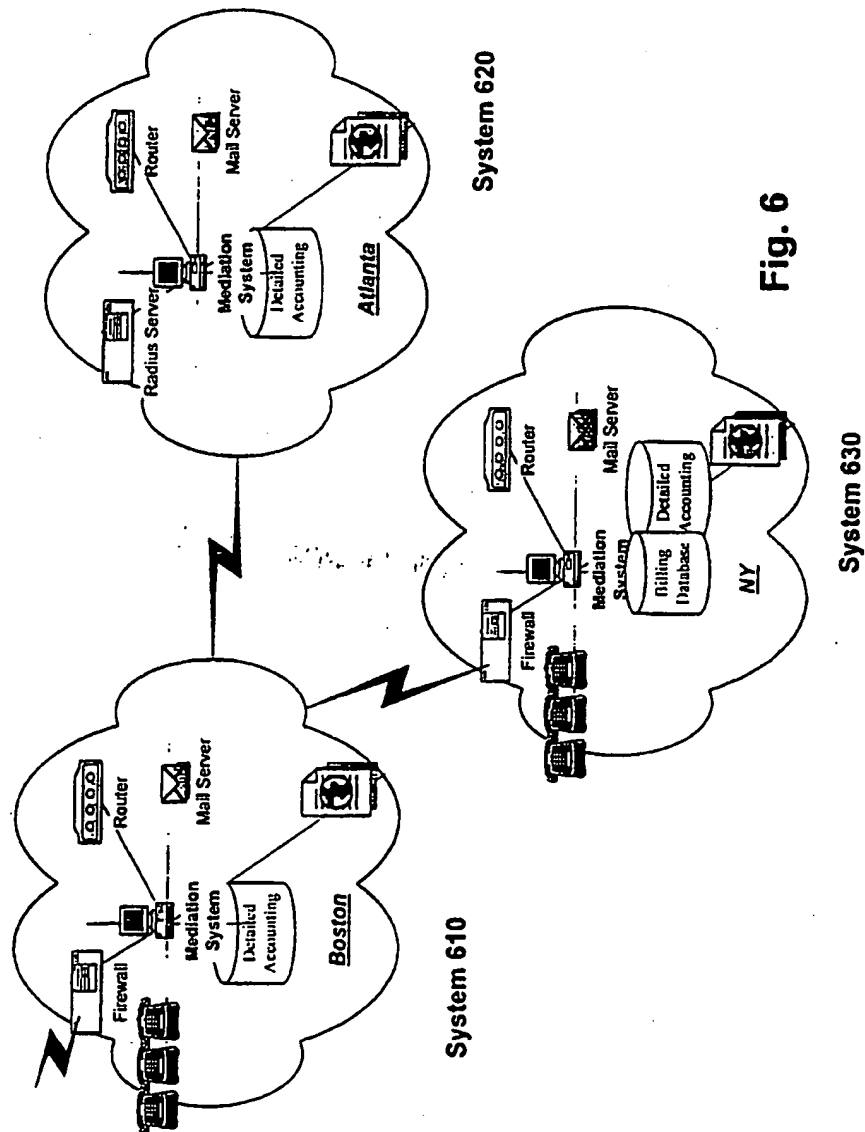 Firewall
Router
Mail Server
Mediation
System
Detailed
Accounting
Boston
System 610
Radius Server
Router
Mail Server
Mediation
System
Detailed
Accounting
Atlanta
System 620
Firewall
Router
Mail Server
Mediation
System
Billing
Database
Detailed
Accounting
NY
System 630
Fig. 6